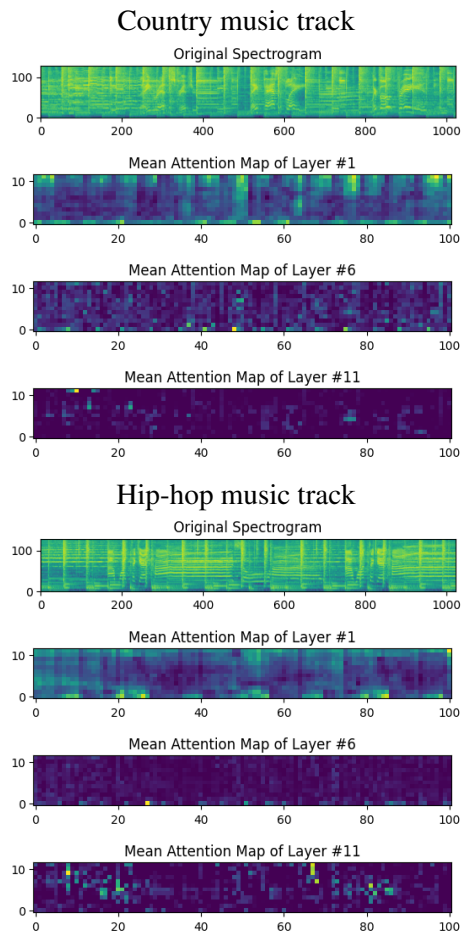 Country music track
Original Spectrogram
100
0
0 200 400 600 800 1000
Mean Attention Map of Layer #1
10
0
0 20 40 60 80 100
Mean Attention Map of Layer #6
10
0
0 20 40 60 80 100
Mean Attention Map of Layer #11
10
0
0 20 40 60 80 100
Hip-hop music track
Original Spectrogram
100
0
0 200 400 600 800 1000
Mean Attention Map of Layer #1
10
0
0 20 40 60 80 100
Mean Attention Map of Layer #6
10
0
0 20 40 60 80 100
Mean Attention Map of Layer #11
10
0
0 20 40 60 80 100